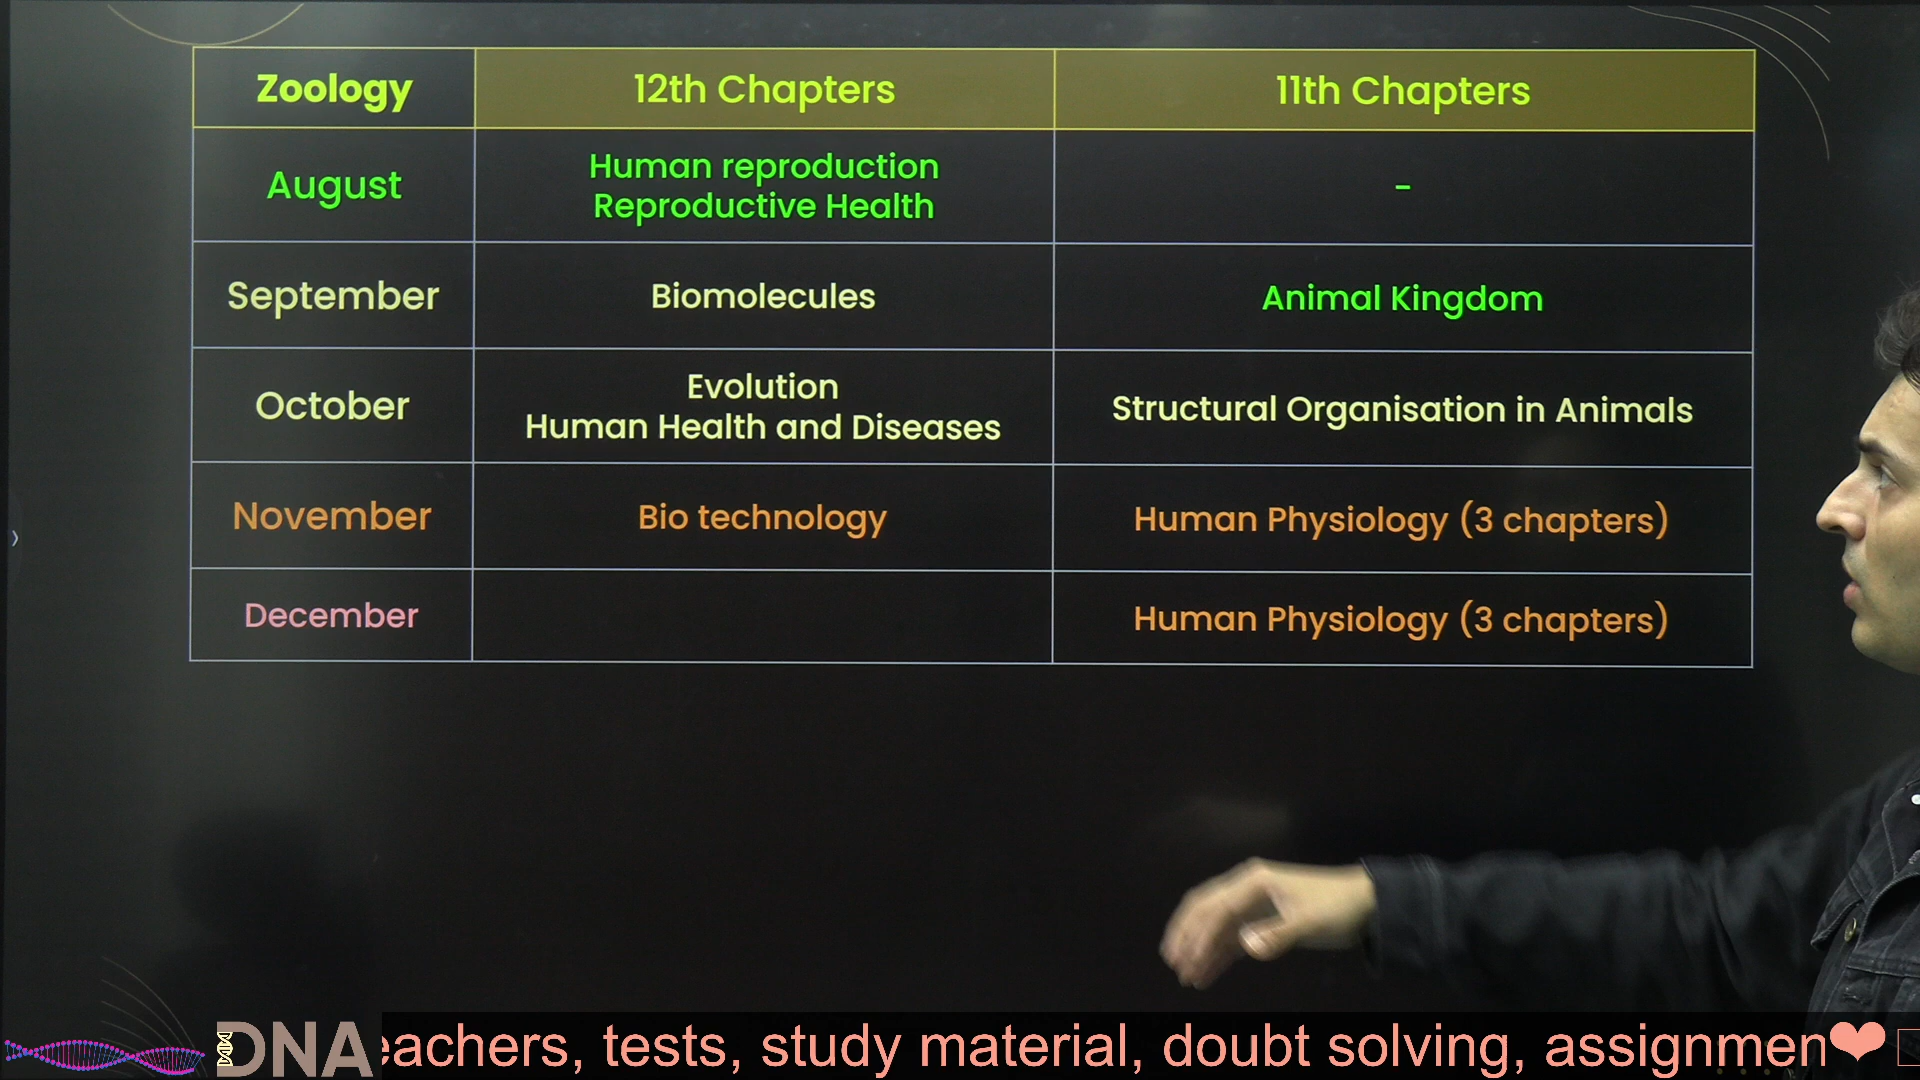 Zoology 12th Chapters 11th Chapters
August Human reproduction -
Reproductive Health
September Biomolecules Animal Kingdom
October Evolution Structural Organisation in Animals
Human Health and Diseases
November Bio technology Human Physiology (3 chapters)
December Human Physiology (3 chapters)
DNA eachers, tests, study material, doubt solving, assignmen